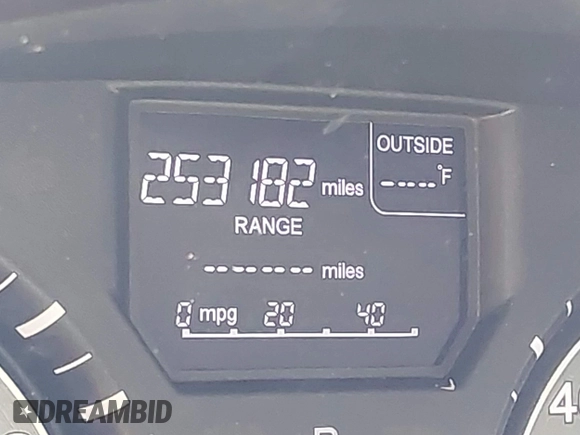 OUTSIDE
253182 miles
-----°F
RANGE
-------- miles
0 mpg 20 40
DREAMBID